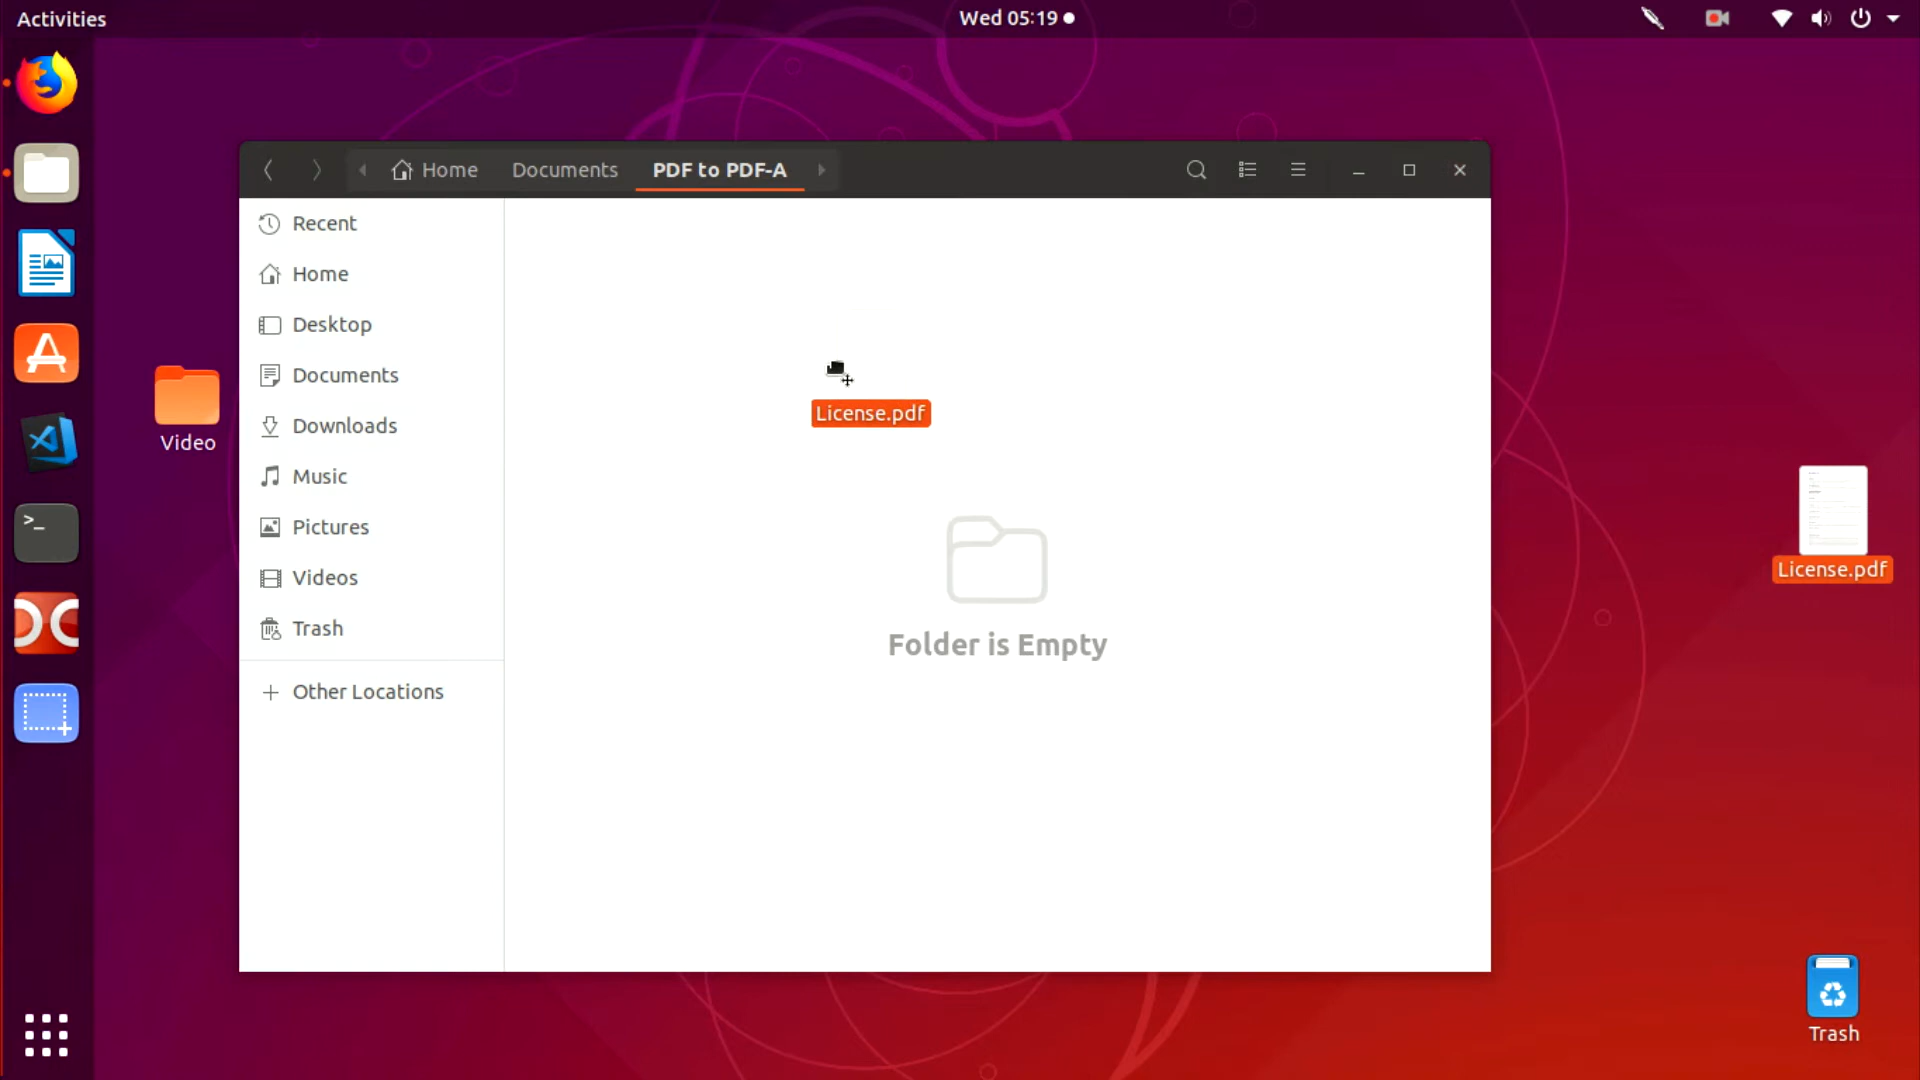 Activities
Wed 05:19
Home
Documents
PDF to PDF-A
Recent
Home
Desktop
Documents
Downloads
Music
Pictures
Videos
Trash
Other Locations
License.pdf
Folder is Empty
Video
>_
License.pdf
Trash